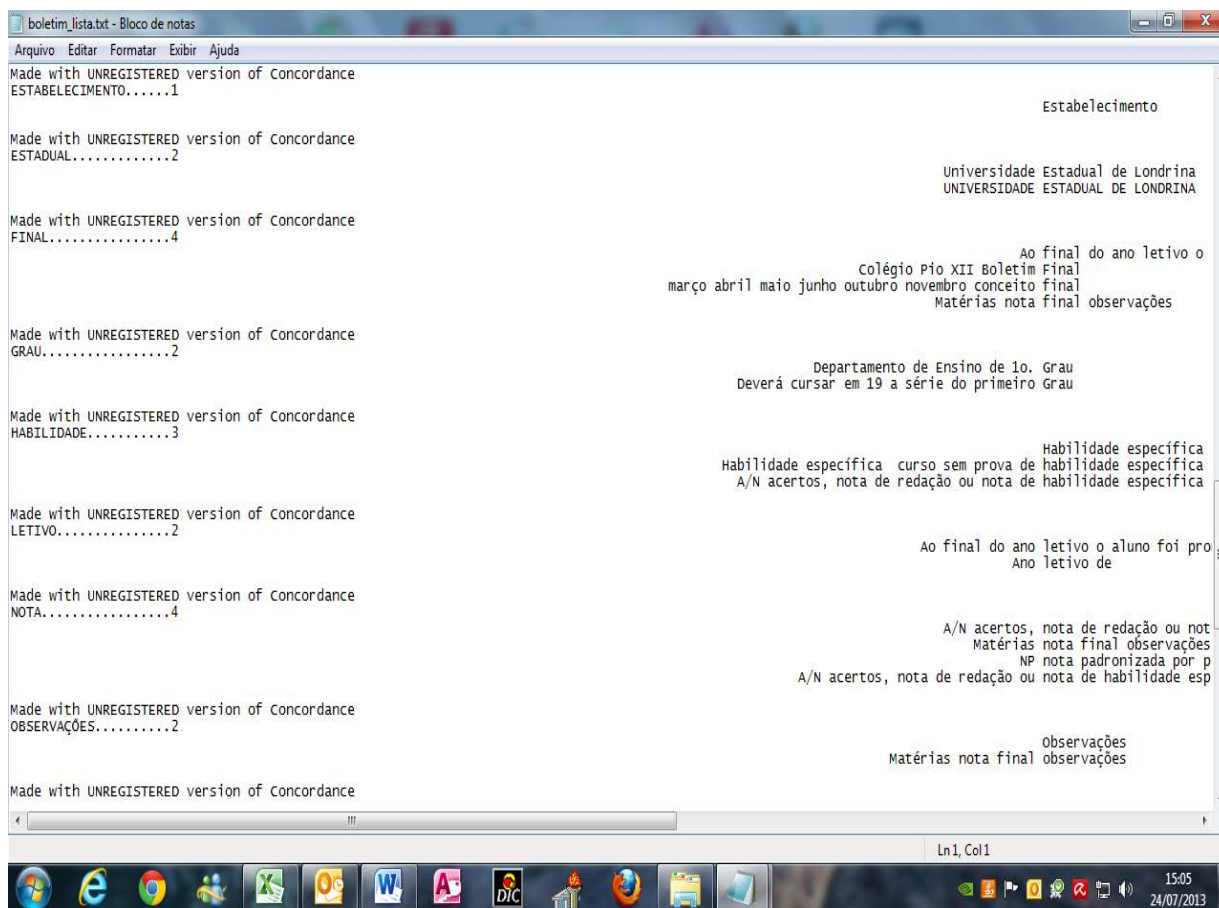 boletim_lista.txt - Bloco de notas
Arquivo Editar Formatar Exibir Ajuda
Made with UNREGISTERED version of Concordance
ESTABELECIMENTO......1
Estabelecimento
Made with UNREGISTERED version of Concordance
ESTADUAL.............2
Universidade Estadual de Londrina
UNIVERSIDADE ESTADUAL DE LONDRINA
Made with UNREGISTERED version of Concordance
FINAL................4
Ao final do ano letivo o
Colégio Pio XII Boletim Final
março abril maio junho outubro novembro conceito final
Matérias nota final observações
Made with UNREGISTERED version of Concordance
GRAU.................2
Departamento de Ensino de 1o. Grau
Deverá cursar em 19 a série do primeiro Grau
Made with UNREGISTERED version of Concordance
HABILIDADE...........3
Habilidade específica
Habilidade específica curso sem prova de habilidade específica
A/N acertos, nota de redação ou nota de habilidade específica
Made with UNREGISTERED version of Concordance
LETIVO...............2
Ao final do ano letivo o aluno foi pro
Ano letivo de
Made with UNREGISTERED version of Concordance
NOTA.................4
A/N acertos, nota de redação ou not
Matérias nota final observações
NP nota padronizada por p
A/N acertos, nota de redação ou nota de habilidade esp
Made with UNREGISTERED version of Concordance
OBSERVAÇÕES..........2
Observações
Matérias nota final observações
Made with UNREGISTERED version of Concordance
Ln 1, Col 1
DIC
15:05
24/07/2013